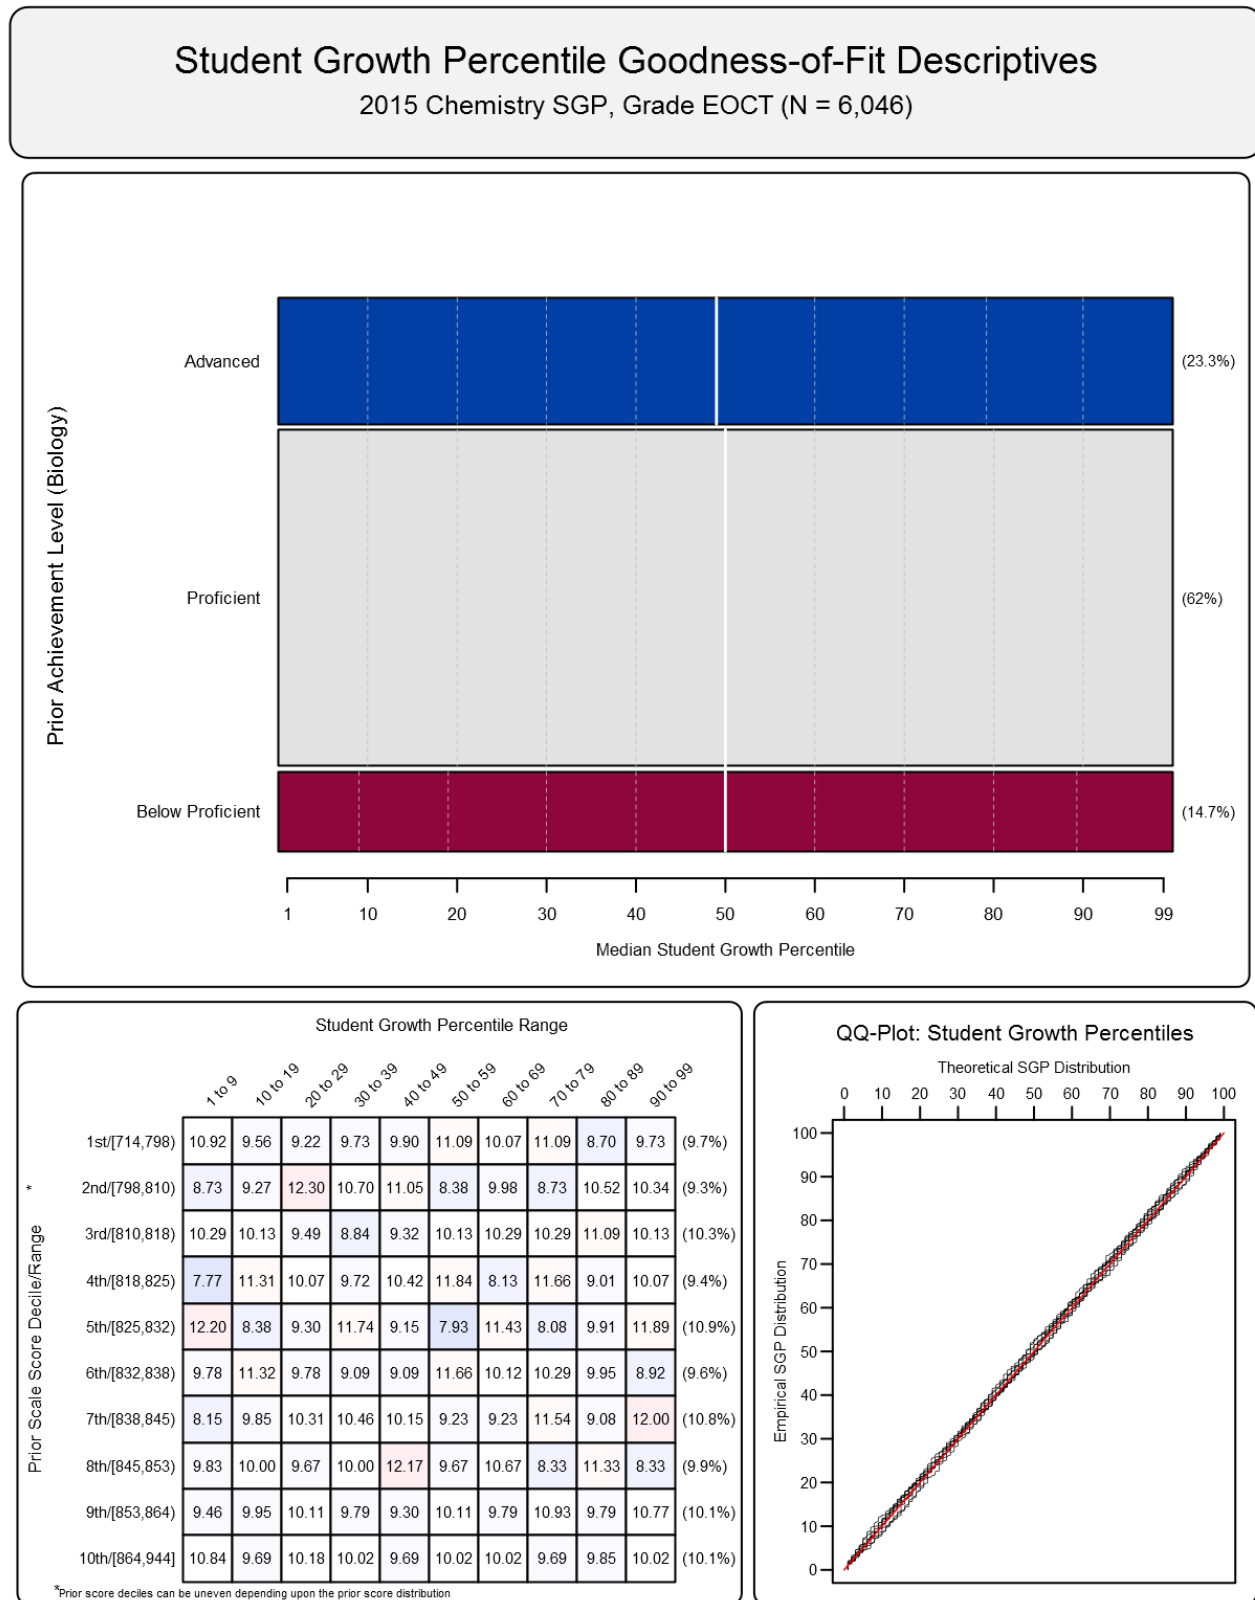 Student Growth Percentile Goodness-of-Fit Descriptives
2015 Chemistry SGP, Grade EOCT (N = 6,046)
Prior Achievement Level (Biology)
Advanced (23.3%)
Proficient (62%)
Below Proficient (14.7%)
1 10 20 30 40 50 60 70 80 90 99
Median Student Growth Percentile
Student Growth Percentile Range
1 to 9 10 to 19 20 to 29 30 to 39 40 to 49 50 to 59 60 to 69 70 to 79 80 to 89 90 to 99
Prior Scale Score Decile/Range *
1st/[714,798) 10.92 9.56 9.22 9.73 9.90 11.09 10.07 11.09 8.70 9.73 (9.7%)
2nd/[798,810) 8.73 9.27 12.30 10.70 11.05 8.38 9.98 8.73 10.52 10.34 (9.3%)
3rd/[810,818) 10.29 10.13 9.49 8.84 9.32 10.13 10.29 10.29 11.09 10.13 (10.3%)
4th/[818,825) 7.77 11.31 10.07 9.72 10.42 11.84 8.13 11.66 9.01 10.07 (9.4%)
5th/[825,832) 12.20 8.38 9.30 11.74 9.15 7.93 11.43 8.08 9.91 11.89 (10.9%)
6th/[832,838) 9.78 11.32 9.78 9.09 9.09 11.66 10.12 10.29 9.95 8.92 (9.6%)
7th/[838,845) 8.15 9.85 10.31 10.46 10.15 9.23 9.23 11.54 9.08 12.00 (10.8%)
8th/[845,853) 9.83 10.00 9.67 10.00 12.17 9.67 10.67 8.33 11.33 8.33 (9.9%)
9th/[853,864) 9.46 9.95 10.11 9.79 9.30 10.11 9.79 10.93 9.79 10.77 (10.1%)
10th/[864,944] 10.84 9.69 10.18 10.02 9.69 10.02 10.02 9.69 9.85 10.02 (10.1%)
*Prior score deciles can be uneven depending upon the prior score distribution
QQ-Plot: Student Growth Percentiles
Theoretical SGP Distribution
0 10 20 30 40 50 60 70 80 90 100
Empirical SGP Distribution
100
90
80
70
60
50
40
30
20
10
0